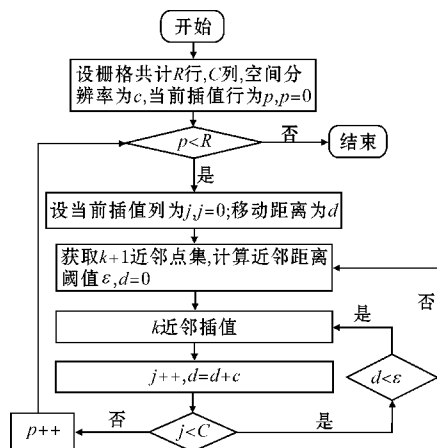 开始
设栅格共计R行,C列,空间分
辨率为c,当前插值行为p,p=0
p<R
否
结束
是
设当前插值列为j,j=0;移动距离为d
获取k+1近邻点集,计算近邻距离
阈值ε,d=0
否
是
k近邻插值
j++,d=d+c
d<ε
p++
否
j<C
是